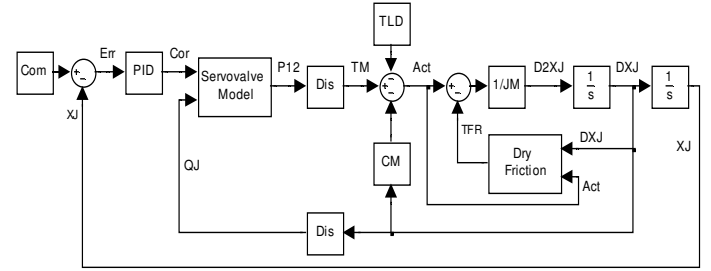 TLD
Com
Err
PID
Cor
Servovalve
Model
P12
Dis
TM
Act
1/JM
D2XJ
1
s
DXJ
1
s
XJ
TFR
DXJ
XJ
QJ
CM
Dry
Friction
Act
Dis